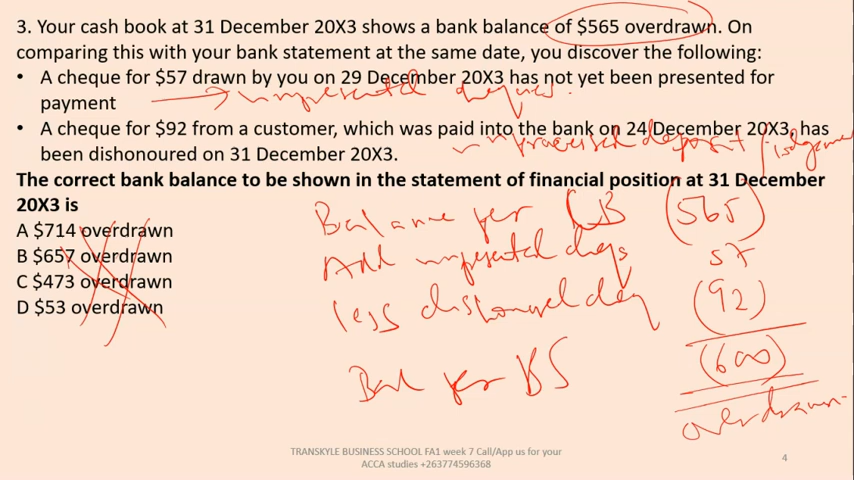 3. Your cash book at 31 December 20X3 shows a bank balance of $565 overdrawn. On
comparing this with your bank statement at the same date, you discover the following:
• A cheque for $57 drawn by you on 29 December 20X3 has not yet been presented for
payment
unpresented cheques.
• A cheque for $92 from a customer, which was paid into the bank on 24 December 20X3, has
been dishonoured on 31 December 20X3.
unprocessed deposit / lodgeme
The correct bank balance to be shown in the statement of financial position at 31 December
20X3 is
A $714 overdrawn
B $657 overdrawn
C $473 overdrawn
D $53 overdrawn
Balance per CB (565)
Add unpresented cheqs 57
less dishonoured cheq (92)
Bal per BS (600)
overdrawn
TRANSKYLE BUSINESS SCHOOL FA1 week 7 Call/App us for your
ACCA studies +263774596368
4